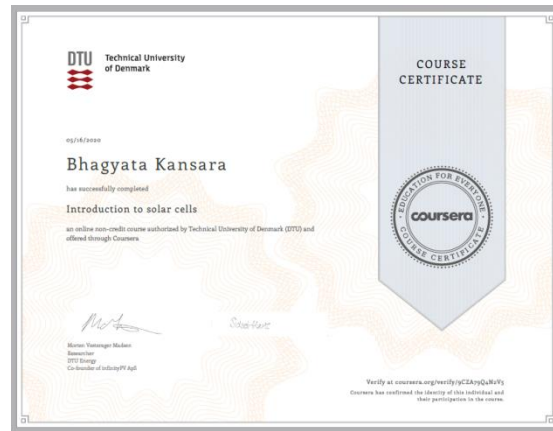 DTU
Technical University
of Denmark
COURSE
CERTIFICATE
05/16/2020
Bhagyata Kansara
has successfully completed
Introduction to solar cells
an online non-credit course authorized by Technical University of Denmark (DTU) and
offered through Coursera
EDUCATION FOR EVERYONE
coursera
COURSE CERTIFICATE
Morten Vesterager Madsen
Researcher
DTU Energy
Co-founder of infinityPV ApS
Verify at coursera.org/verify/9CZA79Q4N2V5
Coursera has confirmed the identity of this individual and
their participation in the course.